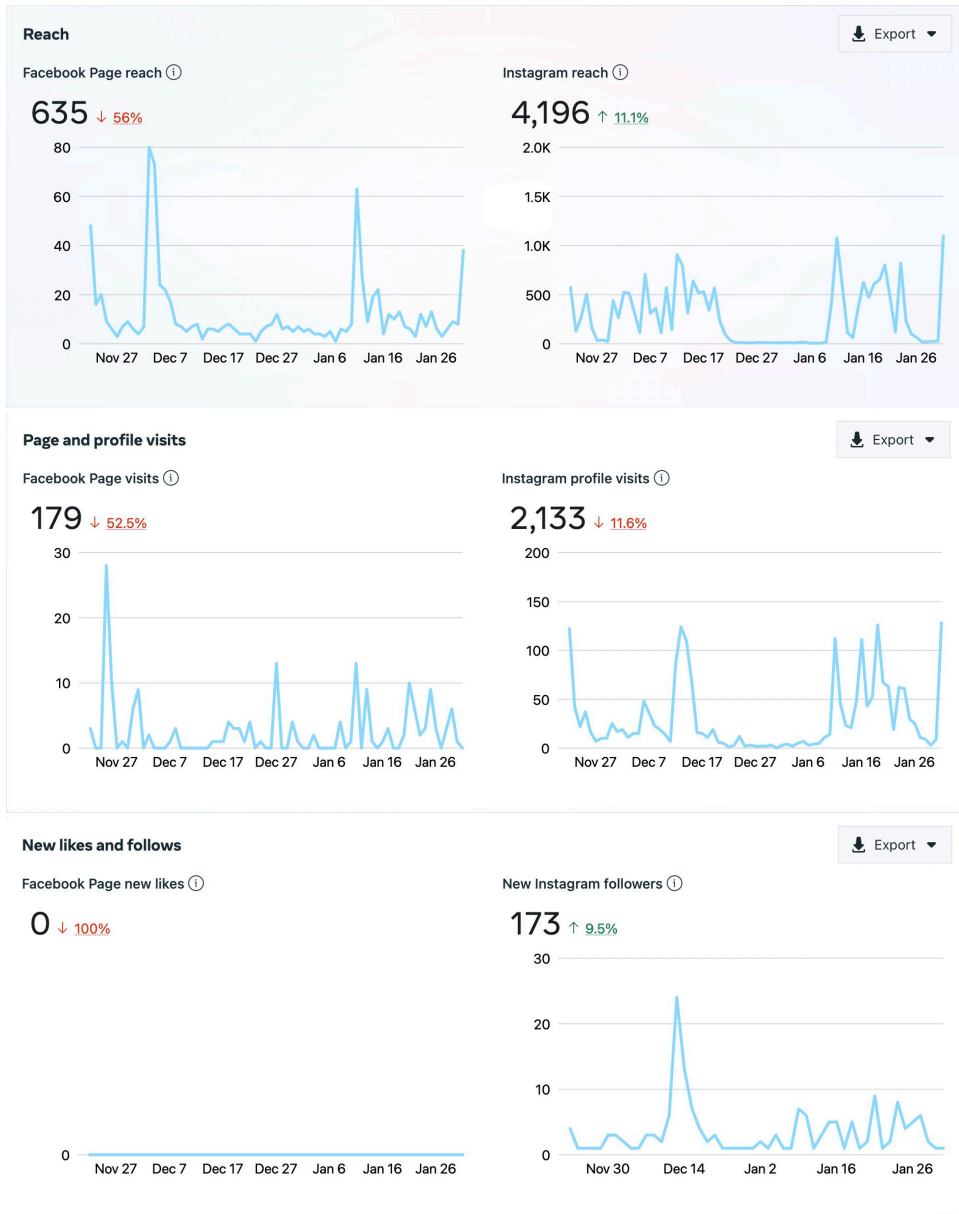 Reach
Export
Facebook Page reach
Instagram reach
635 ↓ 56%
4,196 ↑ 11.1%
80
60
40
20
0
Nov 27 Dec 7 Dec 17 Dec 27 Jan 6 Jan 16 Jan 26
2.0K
1.5K
1.0K
500
0
Nov 27 Dec 7 Dec 17 Dec 27 Jan 6 Jan 16 Jan 26
Page and profile visits
Export
Facebook Page visits
Instagram profile visits
179 ↓ 52.5%
2,133 ↓ 11.6%
30
20
10
0
Nov 27 Dec 7 Dec 17 Dec 27 Jan 6 Jan 16 Jan 26
200
150
100
50
0
Nov 27 Dec 7 Dec 17 Dec 27 Jan 6 Jan 16 Jan 26
New likes and follows
Export
Facebook Page new likes
New Instagram followers
0 ↓ 100%
173 ↑ 9.5%
0
Nov 27 Dec 7 Dec 17 Dec 27 Jan 6 Jan 16 Jan 26
30
20
10
0
Nov 30 Dec 14 Jan 2 Jan 16 Jan 26